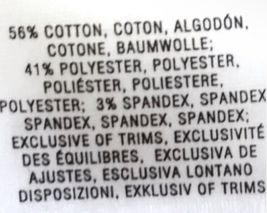 56% COTTON, COTON, ALGODÓN,
COTONE, BAUMWOLLE;
41% POLYESTER, POLYESTER,
POLIÉSTER, POLIESTERE,
POLYESTER; 3% SPANDEX, SPANDEX
SPANDEX, SPANDEX, SPANDEX;
EXCLUSIVE OF TRIMS, EXCLUSIVITÉ
DES ÉQUILIBRES, EXCLUSIVA DE
AJUSTES, ESCLUSIVA LONTANO
DISPOSIZIONI, EXKLUSIV OF TRIMS